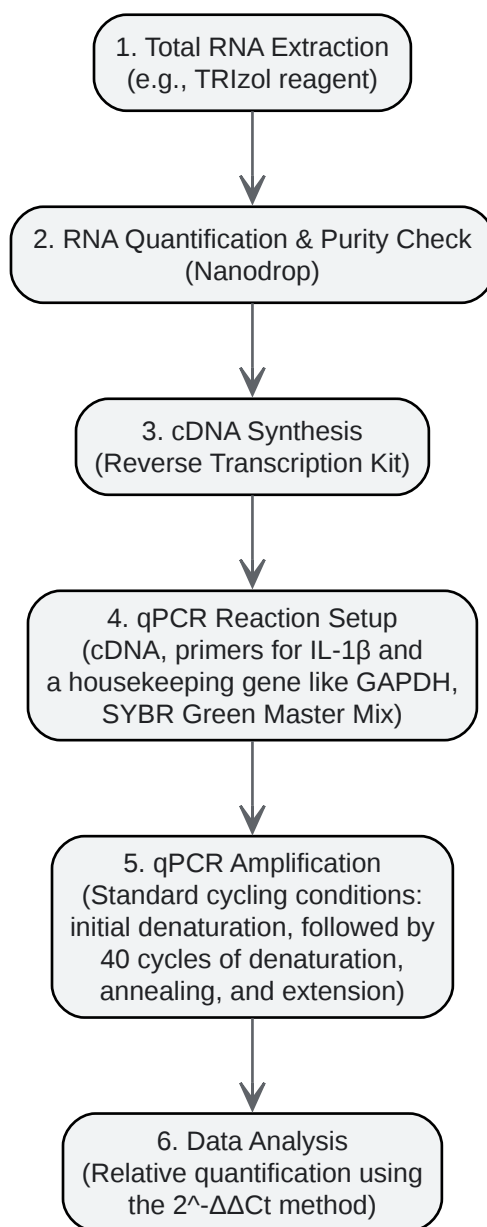 1. Total RNA Extraction
(e.g., TRIzol reagent)
2. RNA Quantification & Purity Check
(Nanodrop)
3. cDNA Synthesis
(Reverse Transcription Kit)
4. qPCR Reaction Setup
(cDNA, primers for IL-1β and
a housekeeping gene like GAPDH,
SYBR Green Master Mix)
5. qPCR Amplification
(Standard cycling conditions:
initial denaturation, followed by
40 cycles of denaturation,
annealing, and extension)
6. Data Analysis
(Relative quantification using
the 2^-ΔΔCt method)